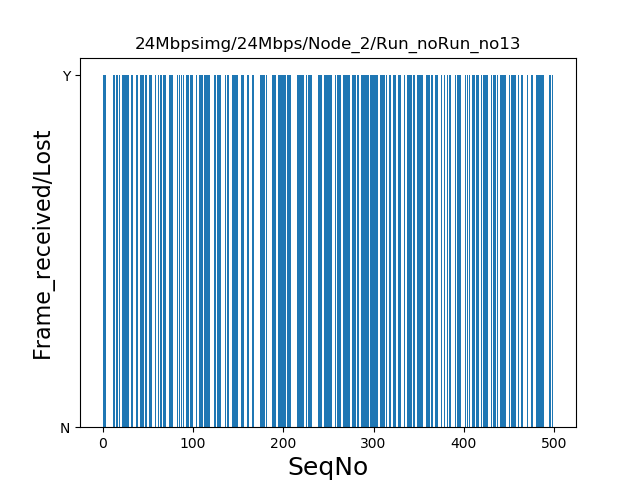 24Mbpsimg/24Mbps/Node_2/Run_noRun_no13
Y
Frame_received/Lost
N
0 100 200 300 400 500
SeqNo